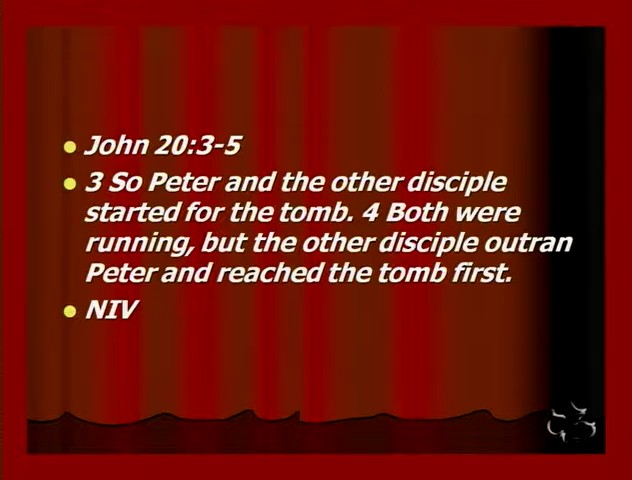 John 20:3-5
3 So Peter and the other disciple
started for the tomb. 4 Both were
running, but the other disciple outran
Peter and reached the tomb first.
NIV